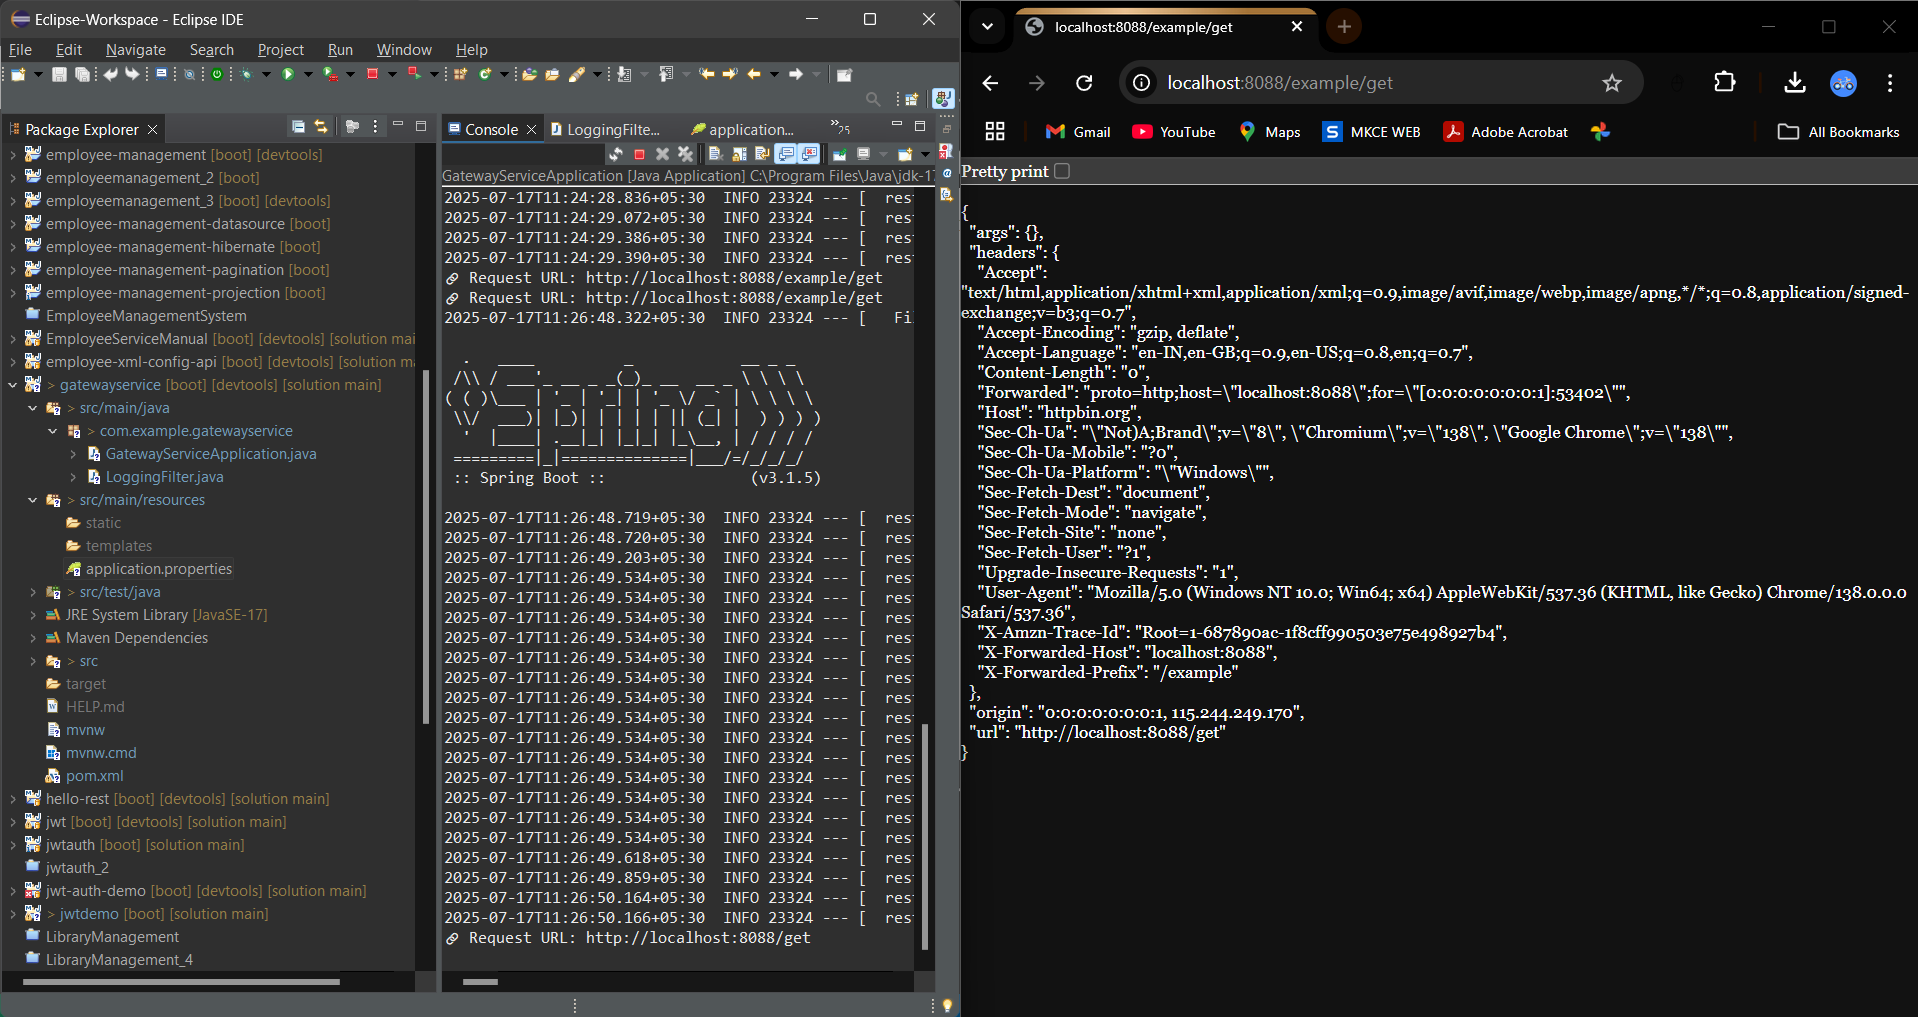 Eclipse-Workspace - Eclipse IDE
File Edit Navigate Search Project Run Window Help
Package Explorer
employee-management [boot] [devtools]
employeemanagement_2 [boot]
employeemanagement_3 [boot] [devtools]
employee-management-datasource [boot]
employee-management-hibernate [boot]
employee-management-pagination [boot]
employee-management-projection [boot]
EmployeeManagementSystem
EmployeeServiceManual [boot] [devtools] [solution mai
employee-xml-config-api [boot] [devtools] [solution m
> gatewayservice [boot] [devtools] [solution main]
> src/main/java
> com.example.gatewayservice
GatewayServiceApplication.java
LoggingFilter.java
> src/main/resources
static
templates
application.properties
> src/test/java
JRE System Library [JavaSE-17]
Maven Dependencies
> src
target
HELP.md
mvnw
mvnw.cmd
pom.xml
hello-rest [boot] [devtools] [solution main]
jwt [boot] [devtools] [solution main]
jwtauth [boot] [solution main]
jwtauth_2
jwt-auth-demo [boot] [devtools] [solution main]
> jwtdemo [boot] [solution main]
LibraryManagement
LibraryManagement_4
Console LoggingFilte... application... »25
GatewayServiceApplication [Java Application] C:\Program Files\Java\jdk-17
2025-07-17T11:24:28.836+05:30 INFO 23324 --- [ res
2025-07-17T11:24:29.072+05:30 INFO 23324 --- [ res
2025-07-17T11:24:29.386+05:30 INFO 23324 --- [ res
2025-07-17T11:24:29.390+05:30 INFO 23324 --- [ res
Request URL: http://localhost:8088/example/get
Request URL: http://localhost:8088/example/get
2025-07-17T11:26:48.322+05:30 INFO 23324 --- [ Fi
:: Spring Boot :: (v3.1.5)
2025-07-17T11:26:48.719+05:30 INFO 23324 --- [ res
2025-07-17T11:26:48.720+05:30 INFO 23324 --- [ res
2025-07-17T11:26:49.203+05:30 INFO 23324 --- [ res
2025-07-17T11:26:49.534+05:30 INFO 23324 --- [ res
2025-07-17T11:26:49.534+05:30 INFO 23324 --- [ res
2025-07-17T11:26:49.534+05:30 INFO 23324 --- [ res
2025-07-17T11:26:49.534+05:30 INFO 23324 --- [ res
2025-07-17T11:26:49.534+05:30 INFO 23324 --- [ res
2025-07-17T11:26:49.534+05:30 INFO 23324 --- [ res
2025-07-17T11:26:49.534+05:30 INFO 23324 --- [ res
2025-07-17T11:26:49.534+05:30 INFO 23324 --- [ res
2025-07-17T11:26:49.534+05:30 INFO 23324 --- [ res
2025-07-17T11:26:49.534+05:30 INFO 23324 --- [ res
2025-07-17T11:26:49.534+05:30 INFO 23324 --- [ res
2025-07-17T11:26:49.534+05:30 INFO 23324 --- [ res
2025-07-17T11:26:49.534+05:30 INFO 23324 --- [ res
2025-07-17T11:26:49.534+05:30 INFO 23324 --- [ res
2025-07-17T11:26:49.618+05:30 INFO 23324 --- [ res
2025-07-17T11:26:49.859+05:30 INFO 23324 --- [ res
2025-07-17T11:26:50.164+05:30 INFO 23324 --- [ res
2025-07-17T11:26:50.166+05:30 INFO 23324 --- [ res
Request URL: http://localhost:8088/get
localhost:8088/example/get
localhost:8088/example/get
Gmail YouTube Maps MKCE WEB Adobe Acrobat All Bookmarks
Pretty print
{
"args": {},
"headers": {
"Accept":
"text/html,application/xhtml+xml,application/xml;q=0.9,image/avif,image/webp,image/apng,*/*;q=0.8,application/signed-
exchange;v=b3;q=0.7",
"Accept-Encoding": "gzip, deflate",
"Accept-Language": "en-IN,en-GB;q=0.9,en-US;q=0.8,en;q=0.7",
"Content-Length": "0",
"Forwarded": "proto=http;host=\"localhost:8088\";for=\"[0:0:0:0:0:0:0:1]:53402\"",
"Host": "httpbin.org",
"Sec-Ch-Ua": "\"Not)A;Brand\";v=\"8\", \"Chromium\";v=\"138\", \"Google Chrome\";v=\"138\"",
"Sec-Ch-Ua-Mobile": "?0",
"Sec-Ch-Ua-Platform": "\"Windows\"",
"Sec-Fetch-Dest": "document",
"Sec-Fetch-Mode": "navigate",
"Sec-Fetch-Site": "none",
"Sec-Fetch-User": "?1",
"Upgrade-Insecure-Requests": "1",
"User-Agent": "Mozilla/5.0 (Windows NT 10.0; Win64; x64) AppleWebKit/537.36 (KHTML, like Gecko) Chrome/138.0.0.0
Safari/537.36",
"X-Amzn-Trace-Id": "Root=1-687890ac-1f8cff990503e75e498927b4",
"X-Forwarded-Host": "localhost:8088",
"X-Forwarded-Prefix": "/example"
},
"origin": "0:0:0:0:0:0:0:1, 115.244.249.170",
"url": "http://localhost:8088/get"
}